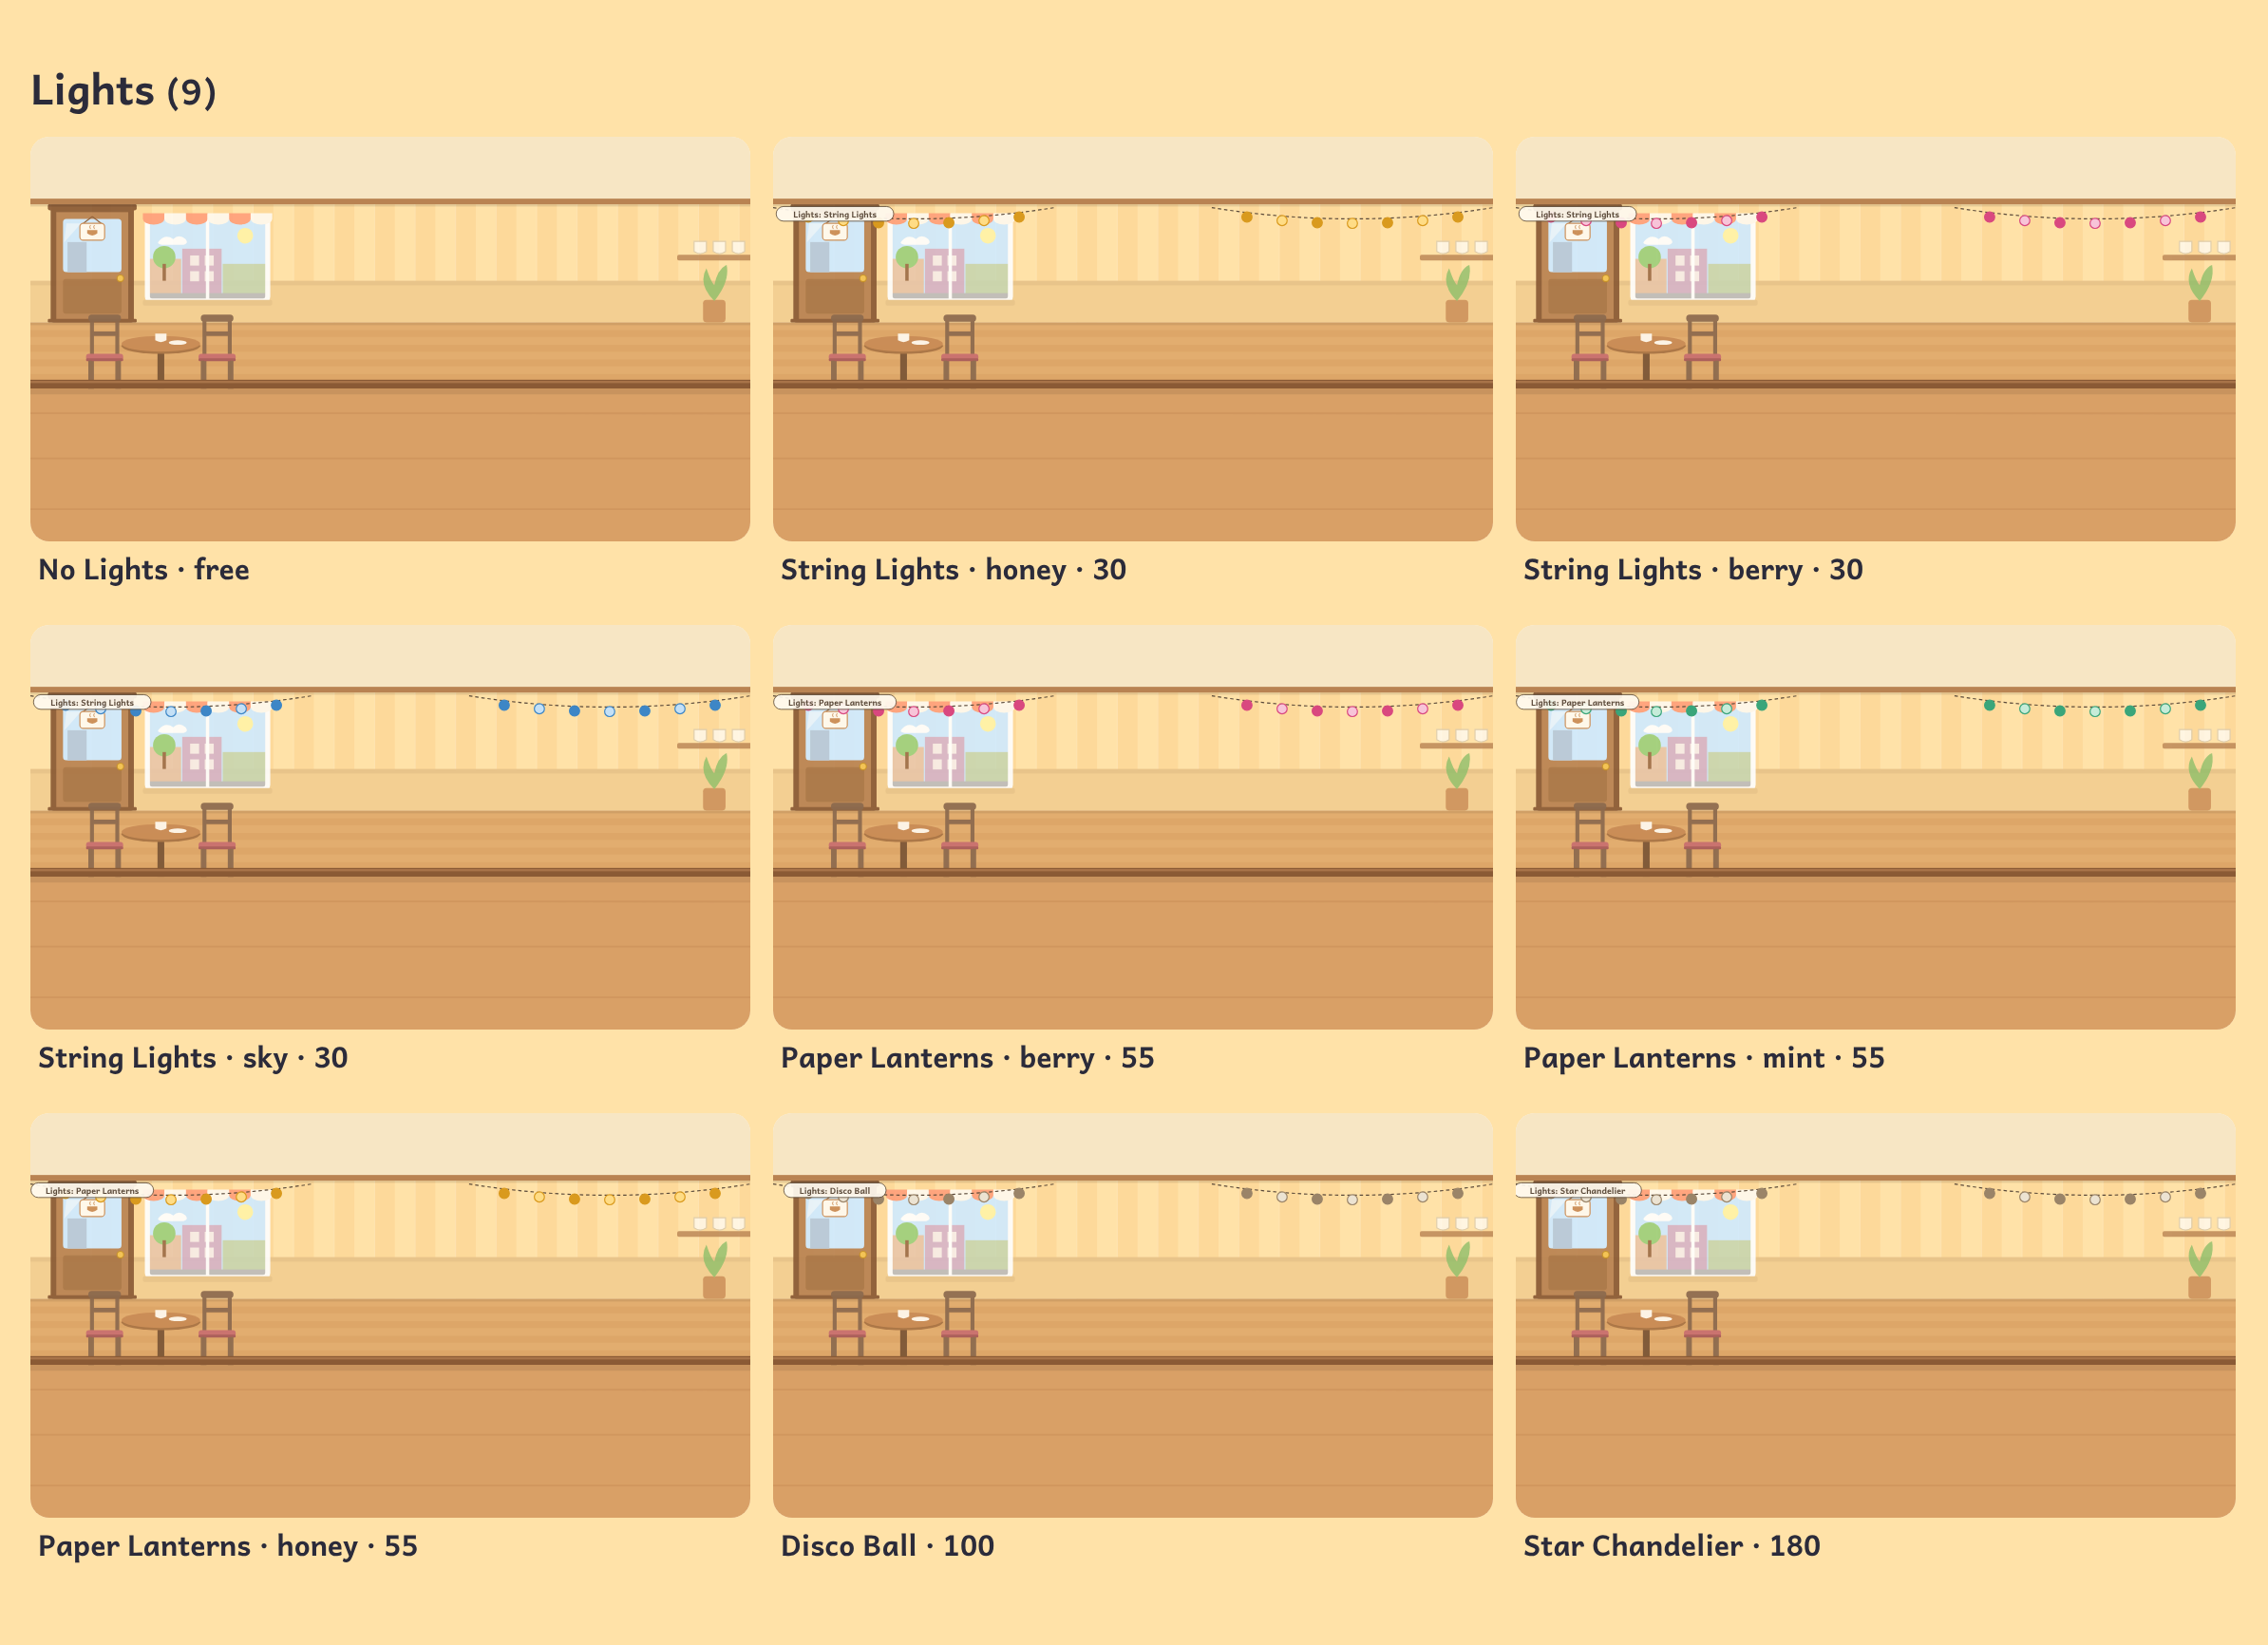 Lights (9)
Lights: String Lights
Lights: String Lights
No Lights · free
String Lights · honey · 30
String Lights · berry · 30
Lights: String Lights
Lights: Paper Lanterns
Lights: Paper Lanterns
String Lights · sky · 30
Paper Lanterns · berry · 55
Paper Lanterns · mint · 55
Lights: Paper Lanterns
Lights: Disco Ball
Lights: Star Chandelier
Paper Lanterns · honey · 55
Disco Ball · 100
Star Chandelier · 180